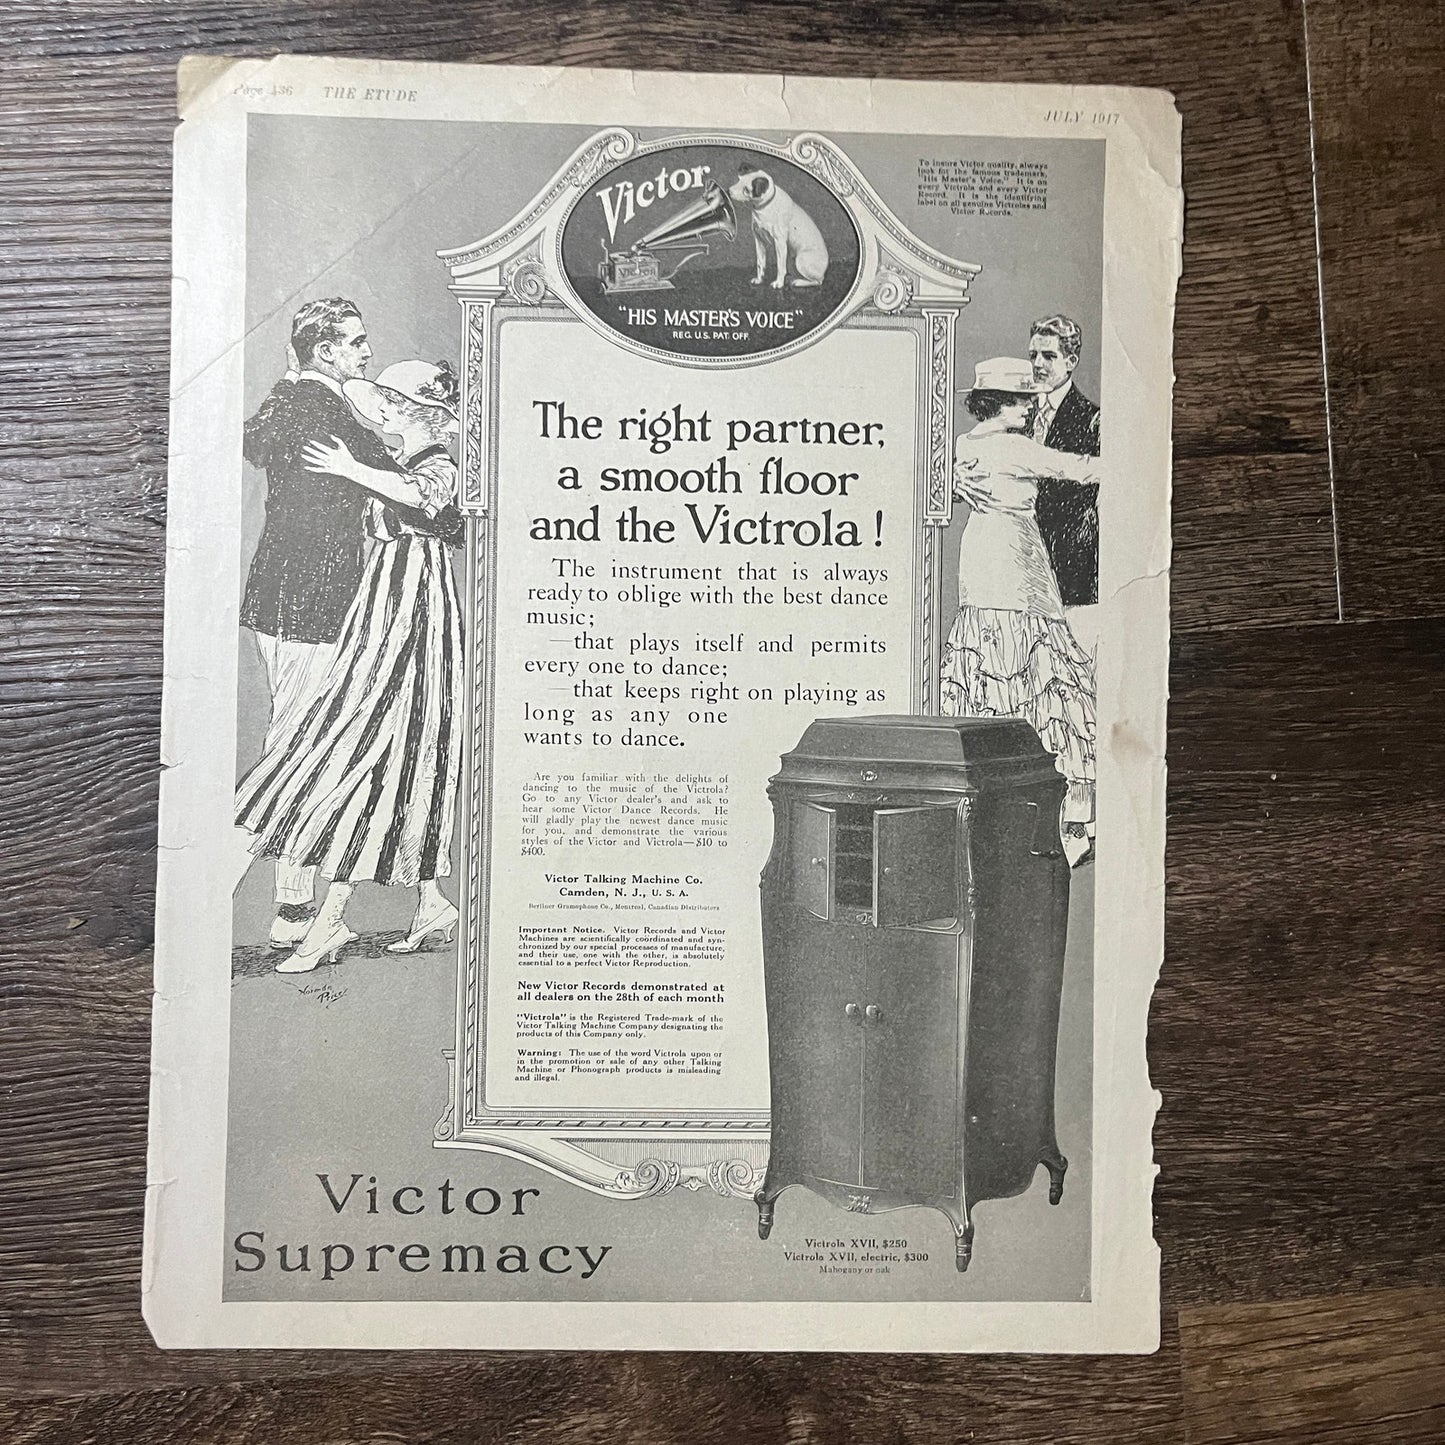 Page 436 THE ETUDE
JULY 1917
To insure Victor quality, always
look for the famous trademark,
"His Master's Voice." It is on
every Victrola and every Victor
Record. It is the identifying
label on all genuine Victrolas and
Victor Records.
Victor
VICTOR
"HIS MASTER'S VOICE"
REG. U.S. PAT. OFF.
The right partner,
a smooth floor
and the Victrola!
The instrument that is always
ready to oblige with the best dance
music;
—that plays itself and permits
every one to dance;
—that keeps right on playing as
long as any one
wants to dance.
Are you familiar with the delights of
dancing to the music of the Victrola?
Go to any Victor dealer's and ask to
hear some Victor Dance Records. He
will gladly play the newest dance music
for you, and demonstrate the various
styles of the Victor and Victrola—$10 to
$400.
Victor Talking Machine Co.
Camden, N. J., U. S. A.
Berliner Gramophone Co., Montreal, Canadian Distributors
Important Notice. Victor Records and Victor
Machines are scientifically coordinated and syn-
chronized by our special processes of manufacture,
and their use, one with the other, is absolutely
essential to a perfect Victor Reproduction.
New Victor Records demonstrated at
all dealers on the 28th of each month
"Victrola" is the Registered Trade-mark of the
Victor Talking Machine Company designating the
products of this Company only.
Warning: The use of the word Victrola upon or
in the promotion or sale of any other Talking
Machine or Phonograph products is misleading
and illegal.
Norman
Price
Victor
Supremacy
Victrola XVII, $250
Victrola XVII, electric, $300
Mahogany or oak